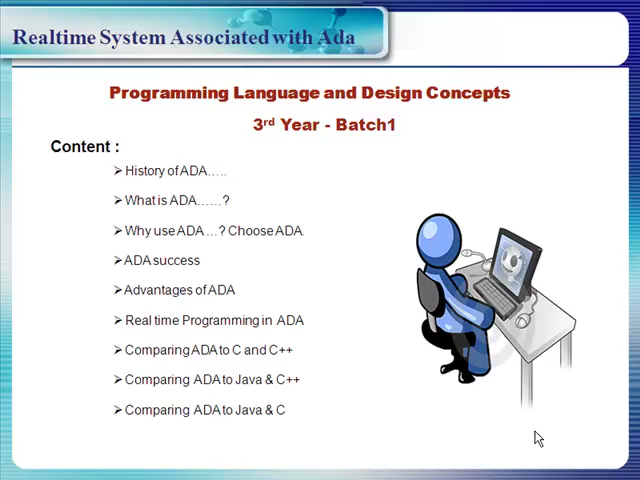 Realtime System Associated with Ada
Programming Language and Design Concepts
3rd Year - Batch1
Content :
➢ History of ADA…..
➢ What is ADA……?
➢ Why use ADA …? Choose ADA.
➢ ADA success
➢ Advantages of ADA
➢ Real time Programming in ADA
➢ Comparing ADA to C and C++
➢ Comparing ADA to Java & C++
➢ Comparing ADA to Java & C